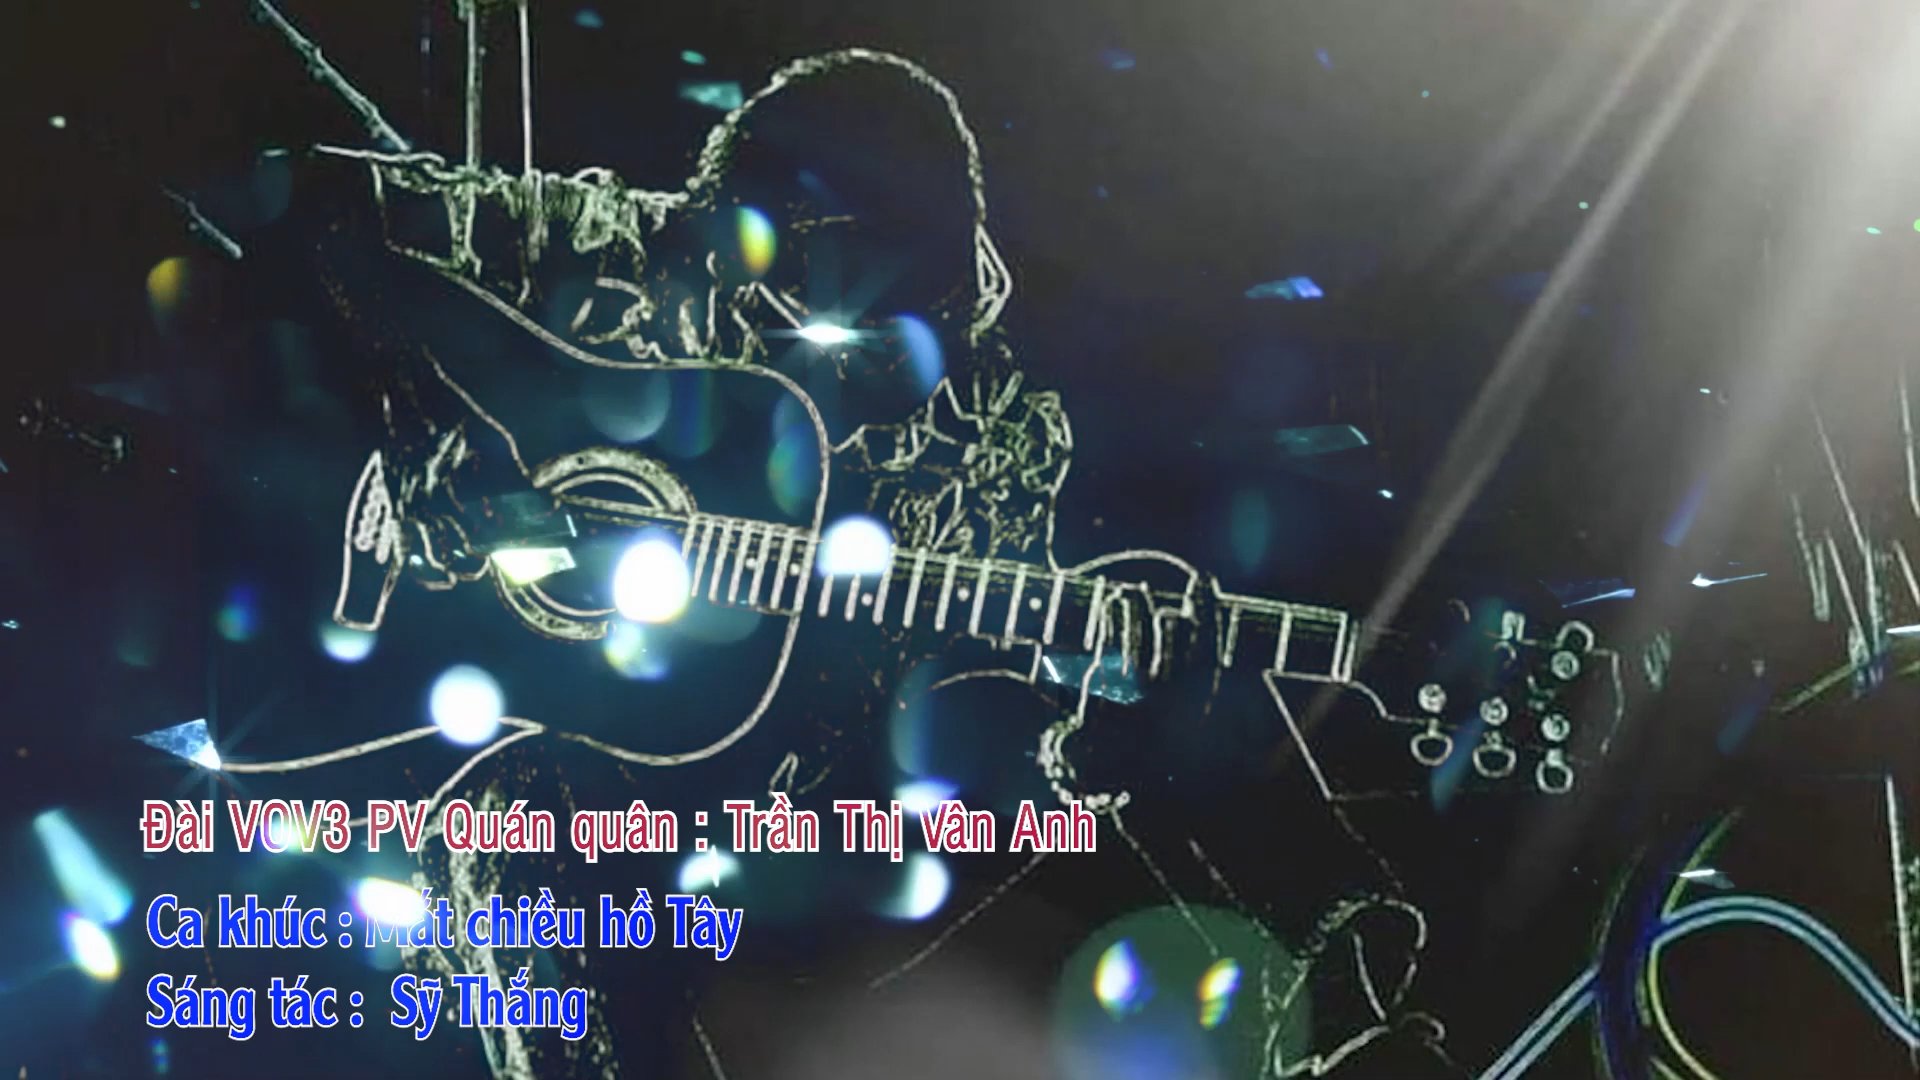 Đài VOV3 PV Quán quân : Trần Thị Vân Anh
Ca khúc : Mắt chiều hồ Tây
Sáng tác : Sỹ Thắng